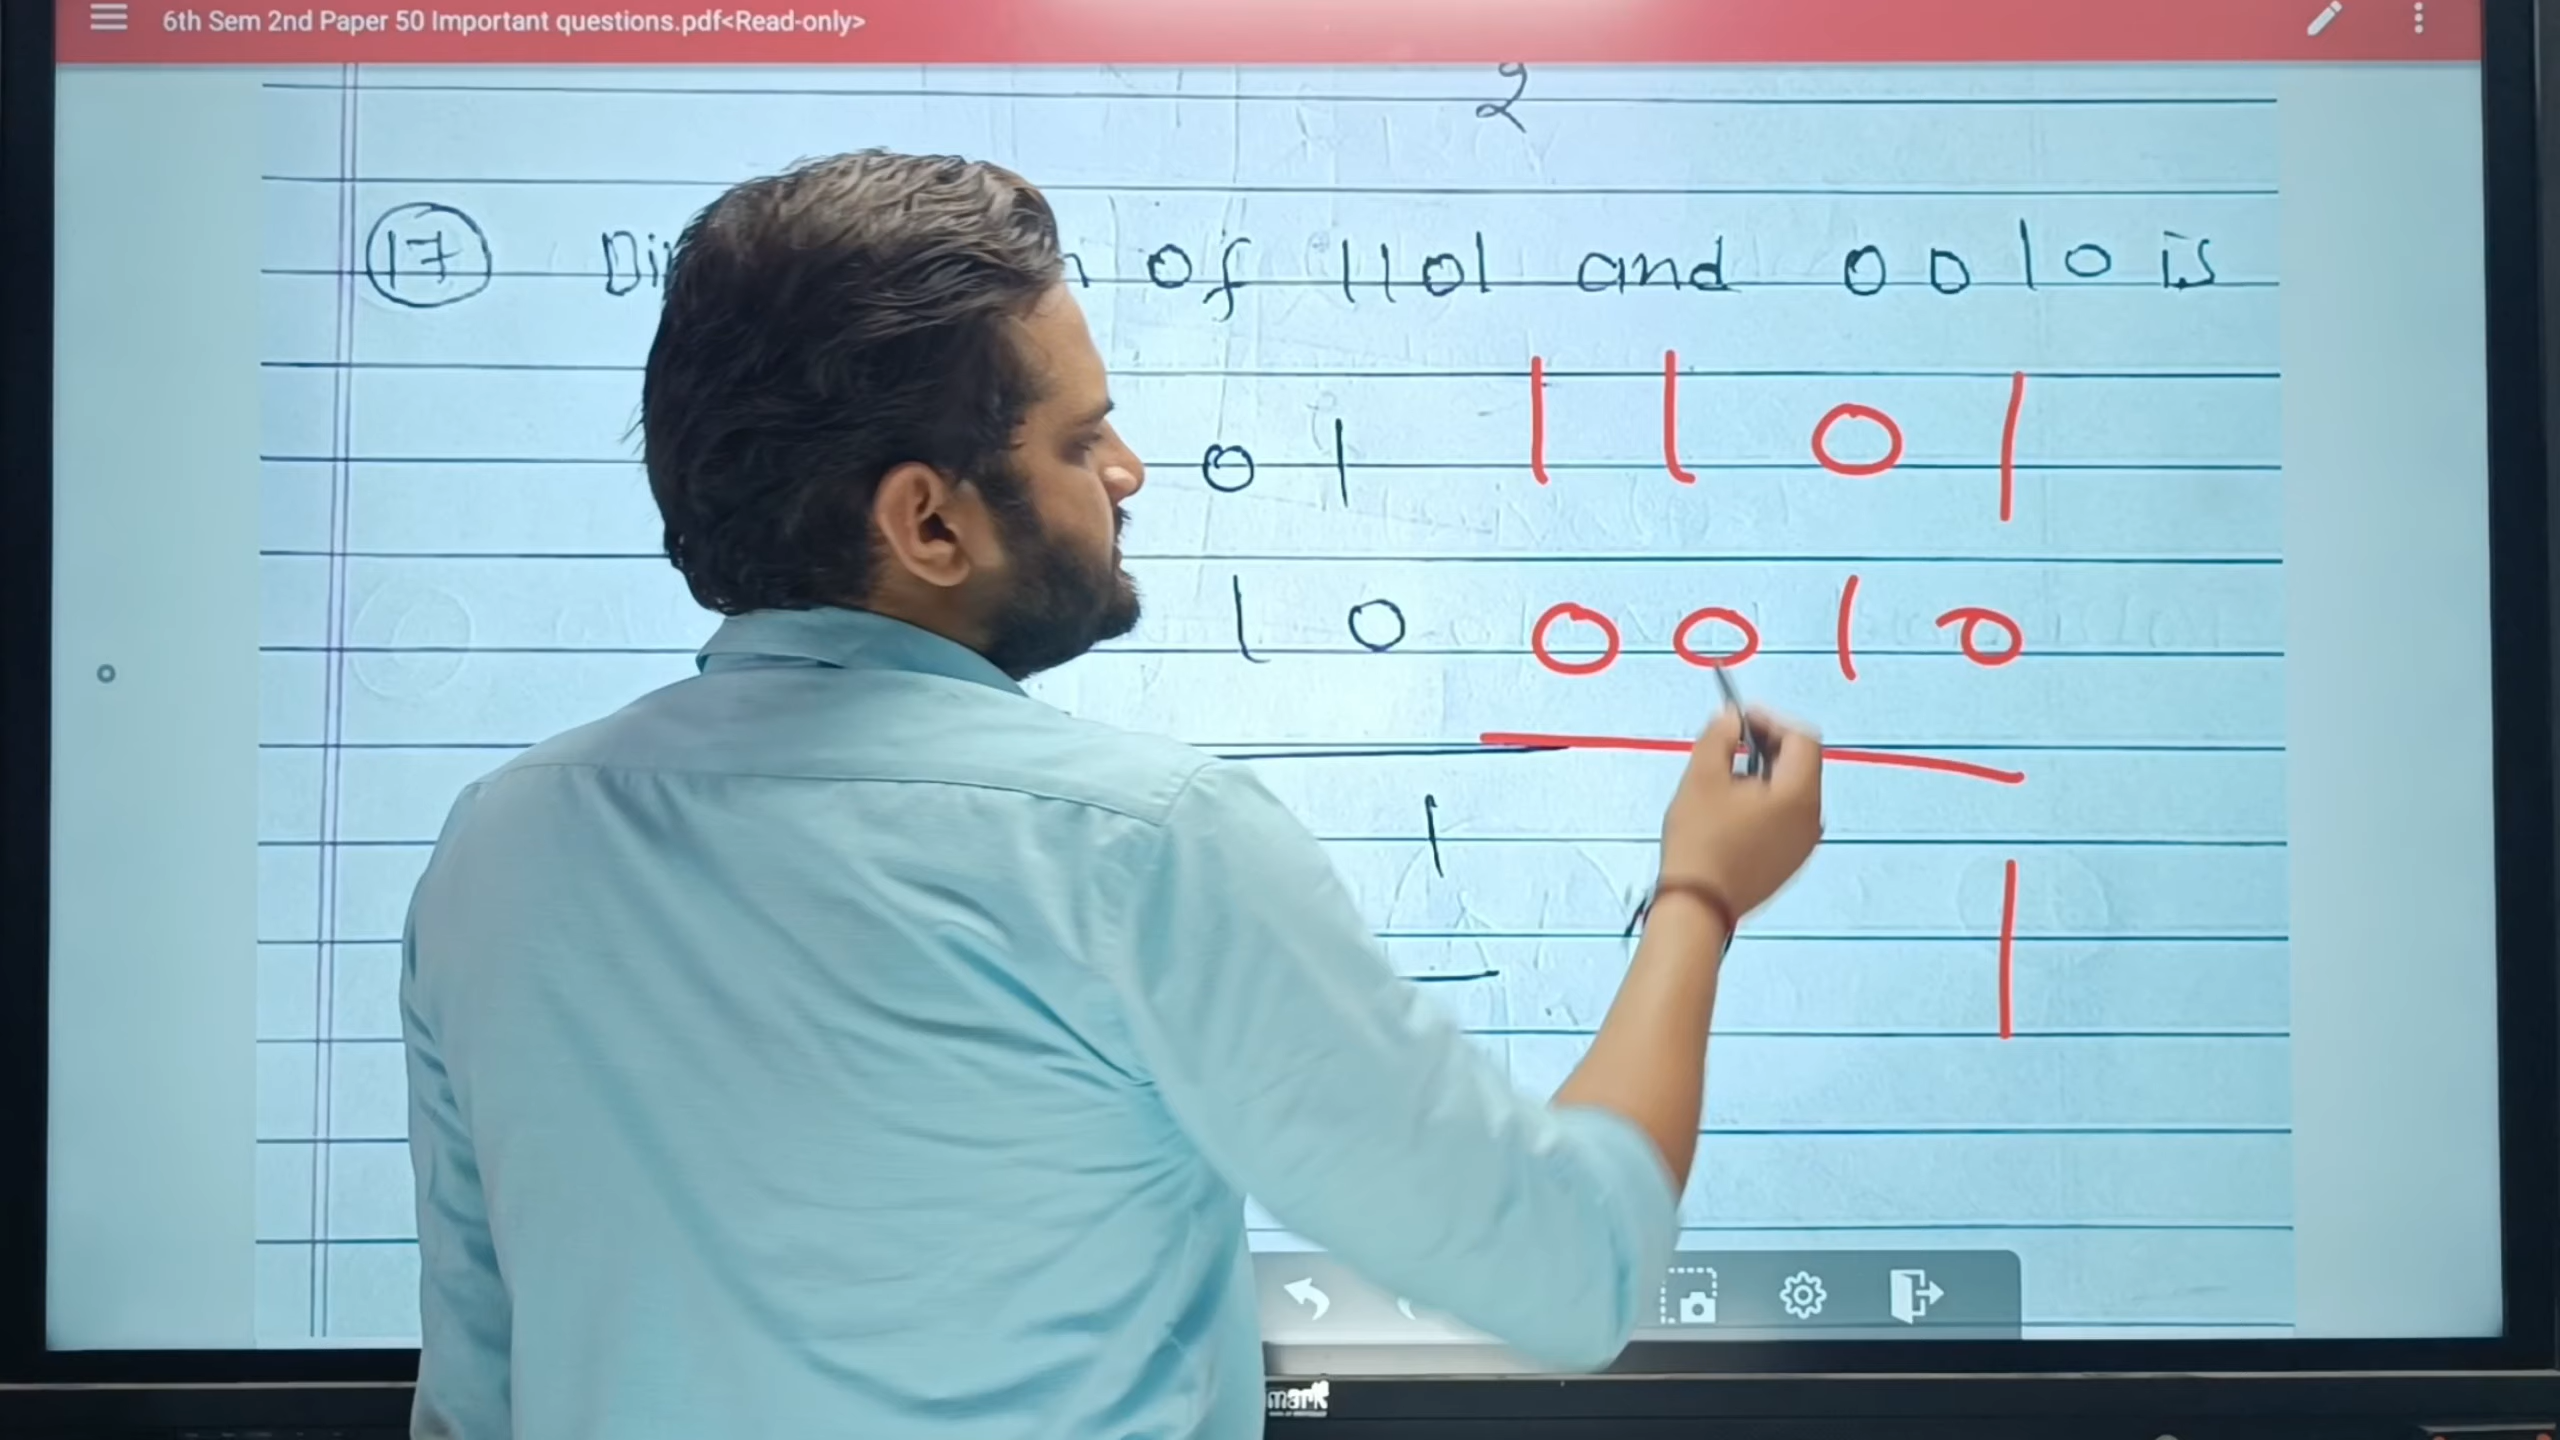 6th Sem 2nd Paper 50 Important questions.pdf<Read-only>
2
17 of 1101 and 0010 is
0 1 1 1 0 1
1 0 0 0 1 0
1 1
mark